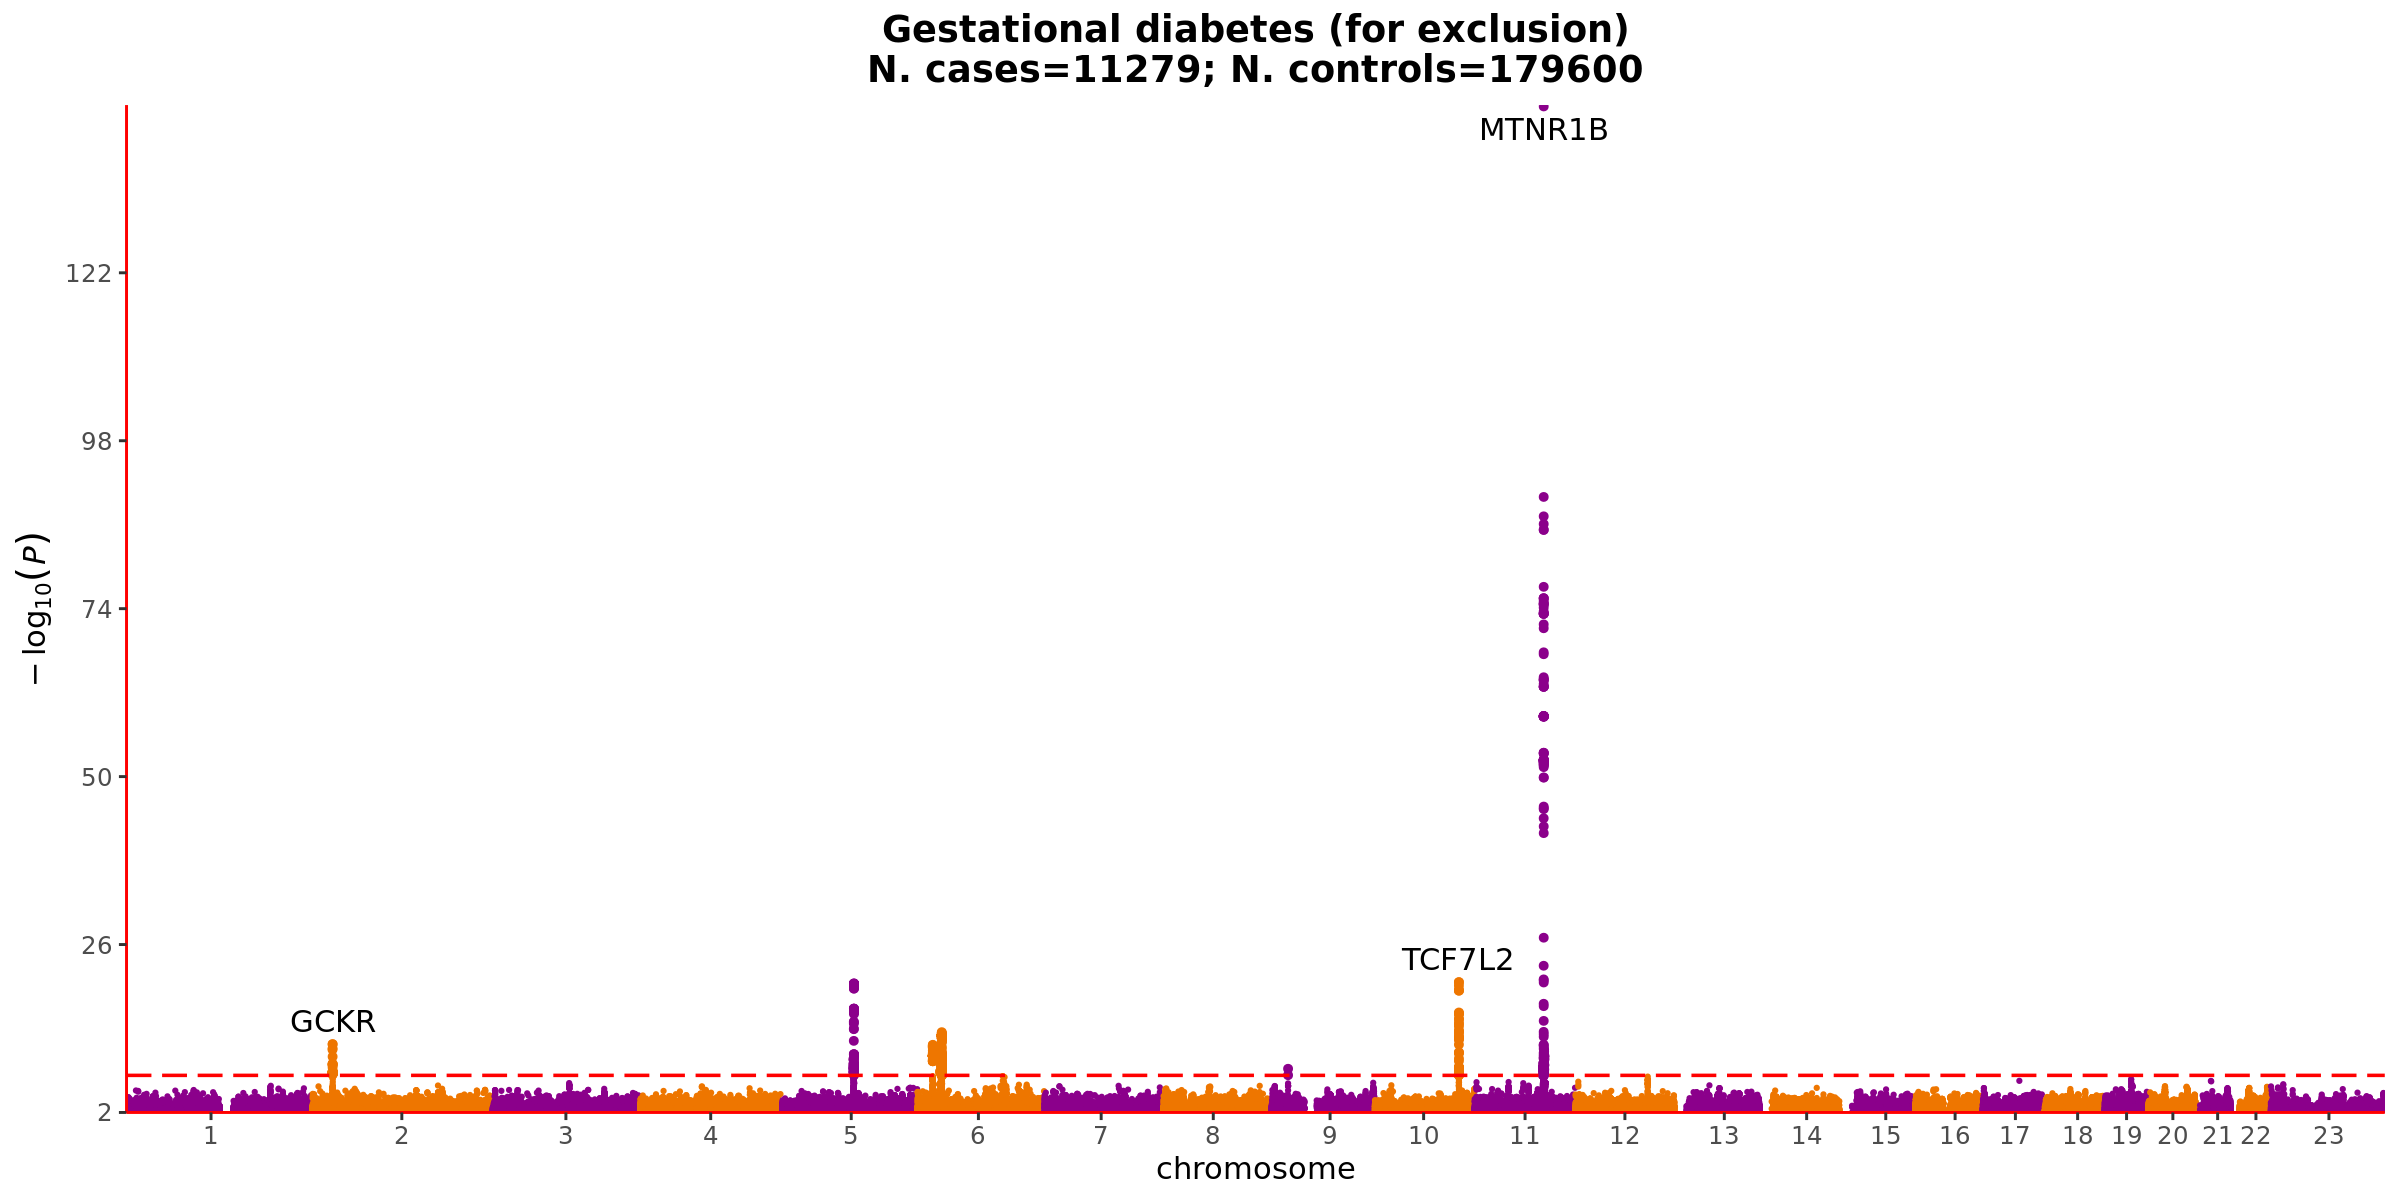 Gestational diabetes (for exclusion)
N. cases=11279; N. controls=179600
MTNR1B
122
98
− log10(P)
74
50
26
TCF7L2
GCKR
2
1 2 3 4 5 6 7 8 9 10 11 12 13 14 15 16 17 18 19 20 21 22 23
chromosome